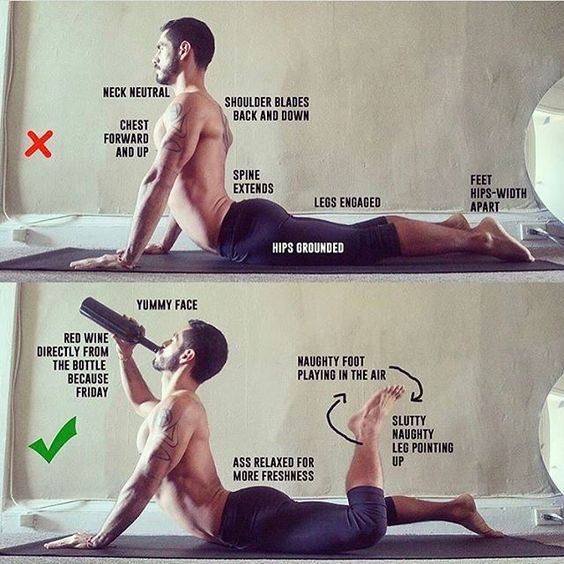 NECK NEUTRAL
SHOULDER BLADES
BACK AND DOWN
CHEST
FORWARD
AND UP
SPINE
EXTENDS
LEGS ENGAGED
FEET
HIPS-WIDTH
APART
HIPS GROUNDED
YUMMY FACE
RED WINE
DIRECTLY FROM
THE BOTTLE
BECAUSE
FRIDAY
NAUGHTY FOOT
PLAYING IN THE AIR
SLUTTY
NAUGHTY
LEG POINTING
UP
ASS RELAXED FOR
MORE FRESHNESS